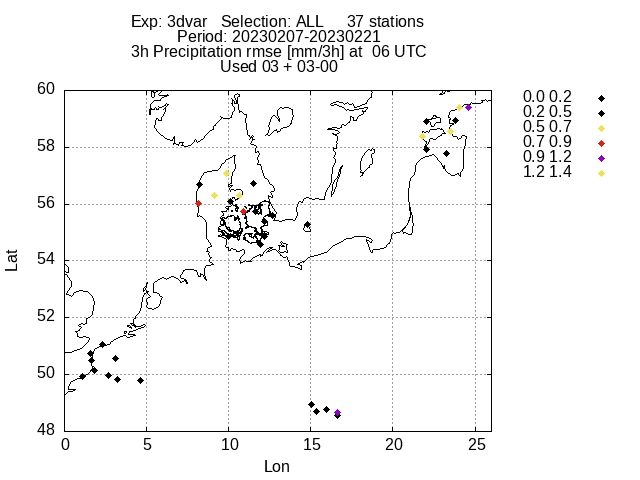 Exp: 3dvar   Selection: ALL     37 stations
Period: 20230207-20230221
3h Precipitation rmse [mm/3h] at  06 UTC
Used 03 + 03-00
0.0 0.2
0.2 0.5
0.5 0.7
0.7 0.9
0.9 1.2
1.2 1.4
60
58
56
54
52
50
48
Lat
0 5 10 15 20 25
Lon